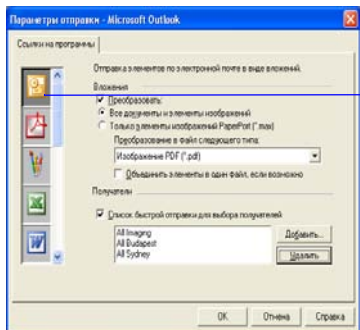 Параметры отправки - Microsoft Outlook
Ссылки на программы
Отправка элементов по электронной почте в виде вложений.
Вложения
Преобразовать:
Все документы и элементы изображений
Только элементы изображений PaperPort (*.max)
Преобразование в файл следующего типа:
Изображение PDF (*.pdf)
Объединить элементы в один файл, если возможно
Получатели
Список быстрой отправки для выбора получателей
All Imaging
All Budapest
All Sydney
Добавить...
Удалить
OK
Отмена
Справка